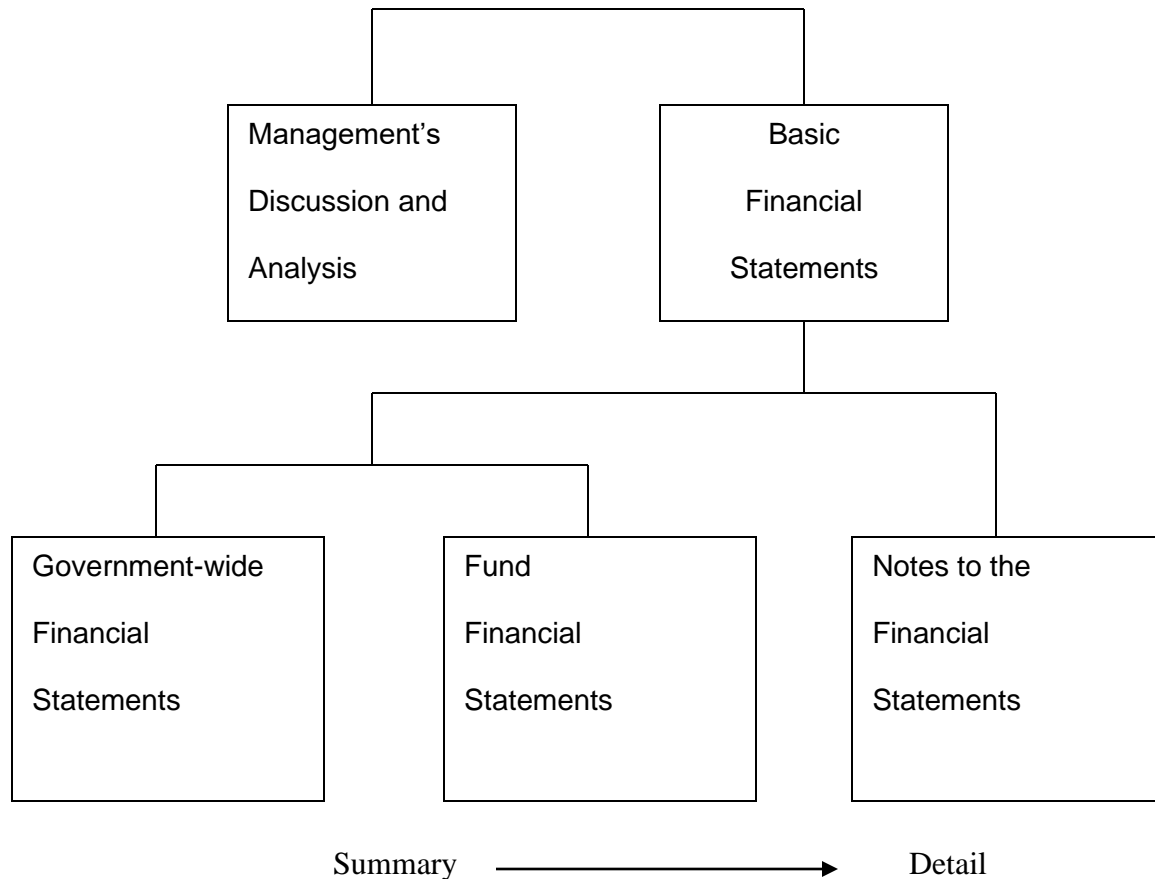 Management’s
Discussion and
Analysis
Basic
Financial
Statements
Government-wide
Financial
Statements
Fund
Financial
Statements
Notes to the
Financial
Statements
Summary
Detail